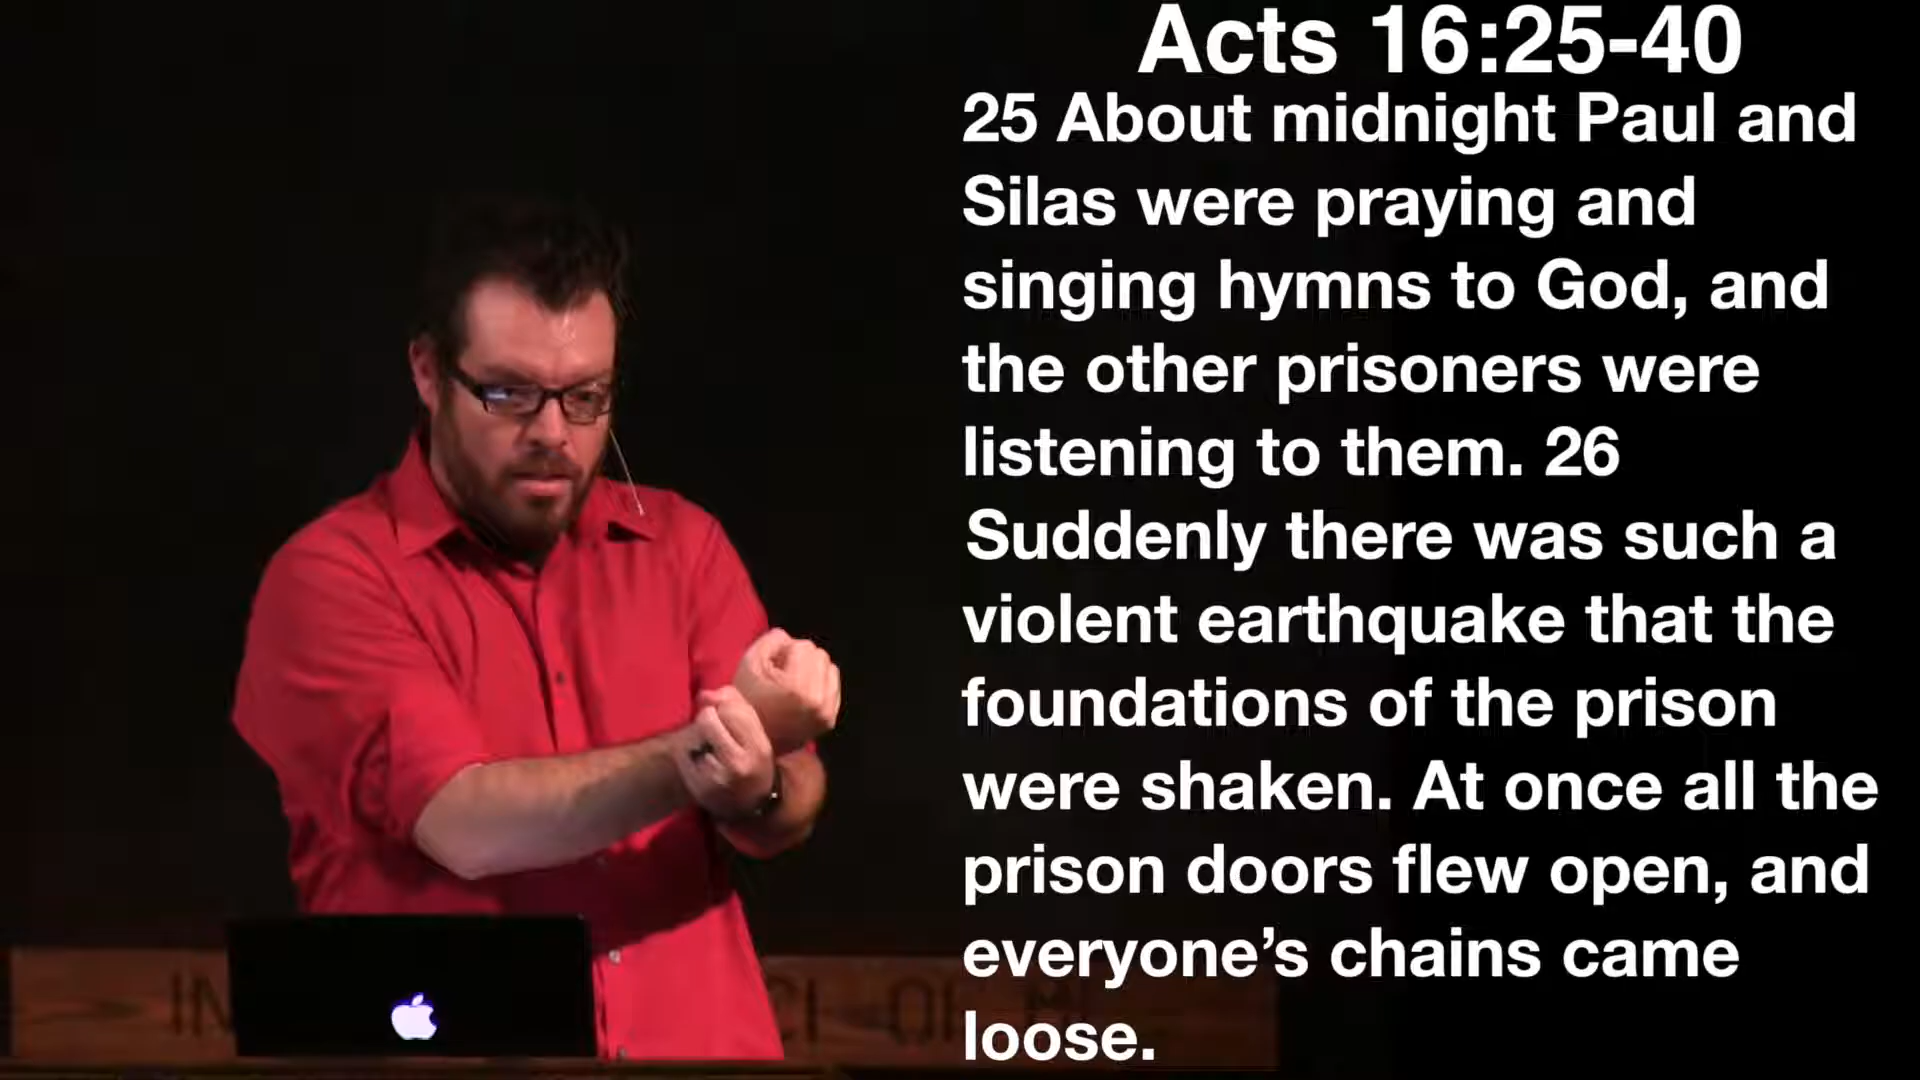 Acts 16:25-40
25 About midnight Paul and
Silas were praying and
singing hymns to God, and
the other prisoners were
listening to them. 26
Suddenly there was such a
violent earthquake that the
foundations of the prison
were shaken. At once all the
prison doors flew open, and
everyone’s chains came
loose.
IN
OF